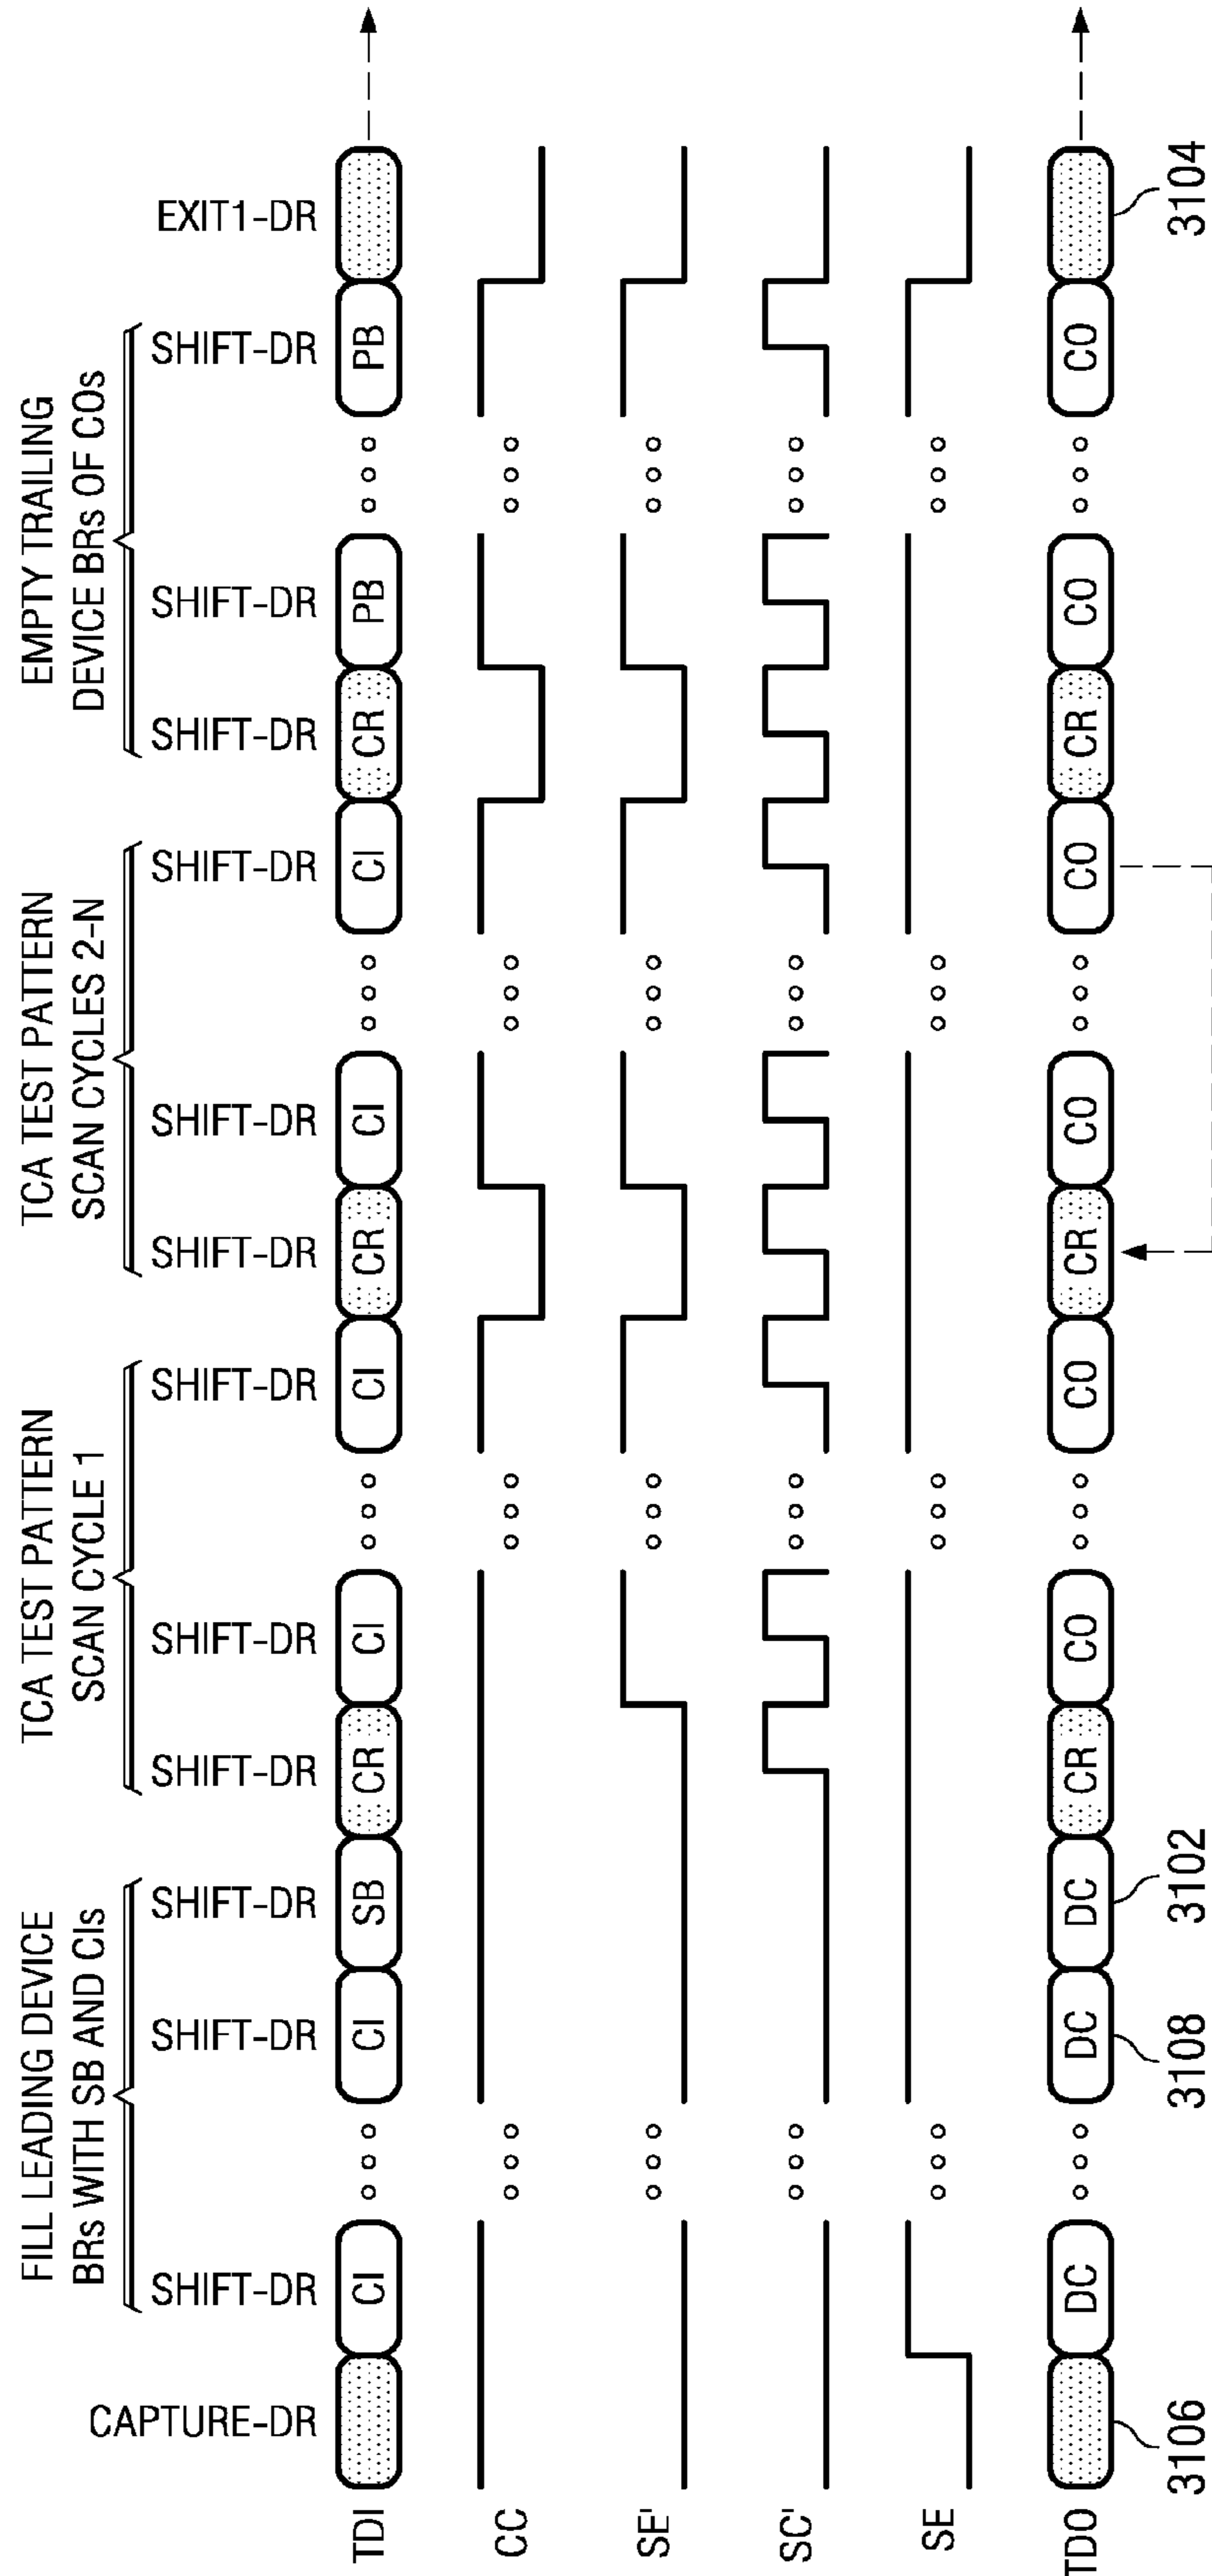 FILL LEADING DEVICE
BRs WITH SB AND CIs
TCA TEST PATTERN
SCAN CYCLE 1
TCA TEST PATTERN
SCAN CYCLES 2-N
EMPTY TRAILING
DEVICE BRs OF COs
CAPTURE-DR
SHIFT-DR
SHIFT-DR
SHIFT-DR
SHIFT-DR
SHIFT-DR
SHIFT-DR
SHIFT-DR
SHIFT-DR
SHIFT-DR
SHIFT-DR
SHIFT-DR
SHIFT-DR
EXIT1-DR
TDI
CI
CI
SB
CR
CI
CI
CR
CI
CI
CR
PB
PB
CC
SE'
SC'
SE
TDO
DC
DC
DC
CR
CO
CO
CR
CO
CO
CR
CO
CO
3106
3108
3102
3104